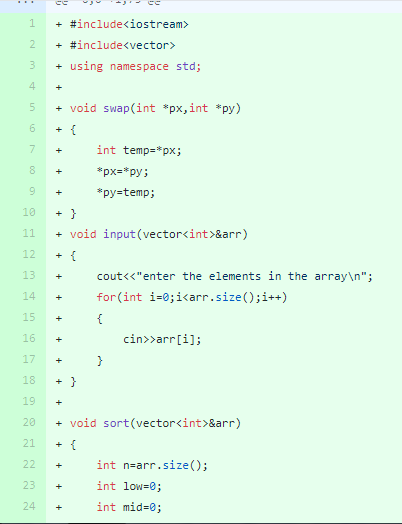 1 + #include<iostream>
2 + #include<vector>
3 + using namespace std;
4 +
5 + void swap(int *px,int *py)
6 + {
7 +     int temp=*px;
8 +     *px=*py;
9 +     *py=temp;
10 + }
11 + void input(vector<int>&arr)
12 + {
13 +     cout<<"enter the elements in the array\n";
14 +     for(int i=0;i<arr.size();i++)
15 +     {
16 +         cin>>arr[i];
17 +     }
18 + }
19 +
20 + void sort(vector<int>&arr)
21 + {
22 +     int n=arr.size();
23 +     int low=0;
24 +     int mid=0;